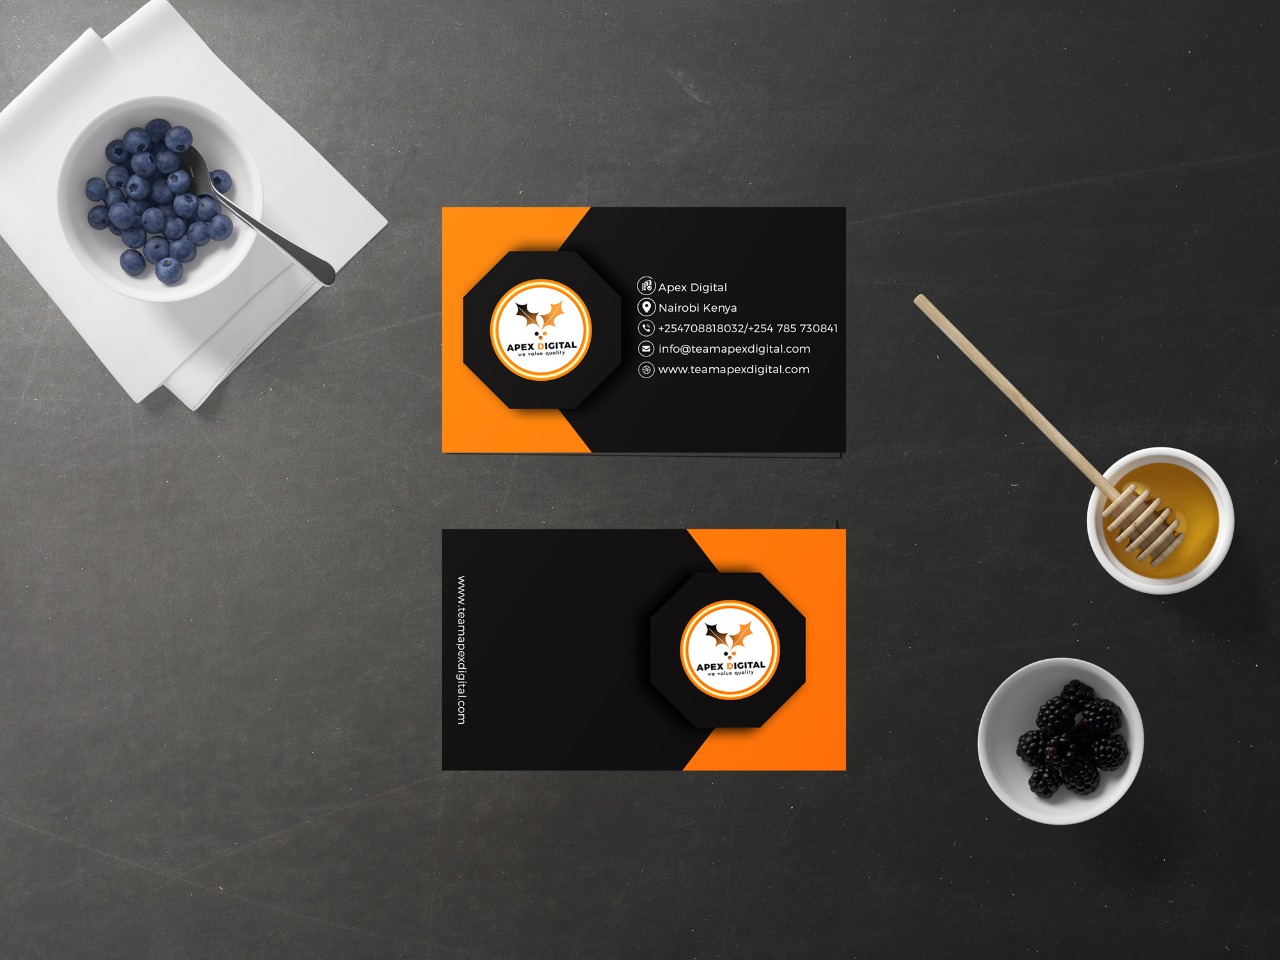 APEX DIGITAL
we value quality
Apex Digital
Nairobi Kenya
+254708818032/+254 785 730841
info@teamapexdigital.com
www.teamapexdigital.com
www.teamapexdigital.com
APEX DIGITAL
we value quality